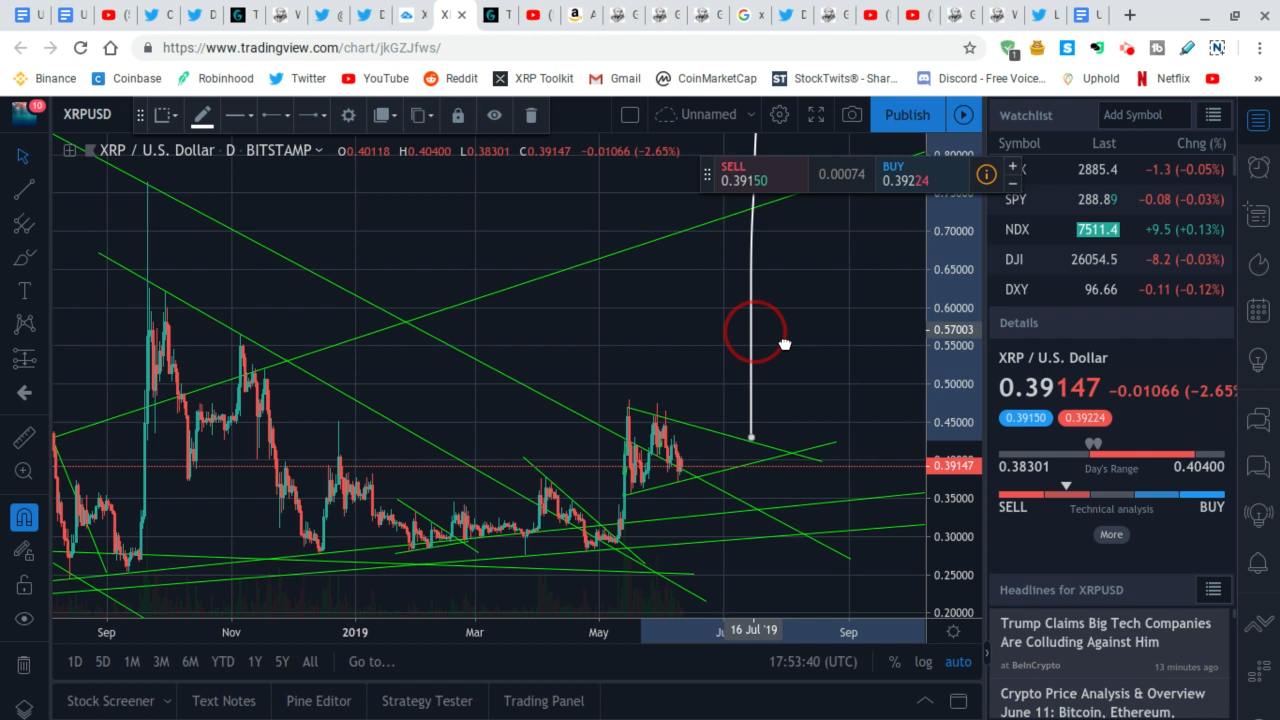 https://www.tradingview.com/chart/jkGZJfws/
1
Binance Coinbase Robinhood Twitter YouTube Reddit XRP Toolkit Gmail CoinMarketCap ST StockTwits® - Shar... Discord - Free Voice... Uphold Netflix »
10
XRPUSD
Unnamed
Publish
Watchlist
Add Symbol
Symbol Last Chng (%)
XRP / U.S. Dollar · D · BITSTAMP O0.40118 H0.40400 L0.38301 C0.39147 −0.01066 (−2.65%)
SELL
0.39150
0.00074
BUY
0.39224
2885.4 −1.3 (−0.05%)
SPY 288.89 −0.08 (−0.03%)
NDX 7511.4 +9.5 (+0.13%)
DJI 26054.5 −8.2 (−0.03%)
DXY 96.66 −0.11 (−0.12%)
0.70000
0.65000
0.60000
0.57003
0.55000
0.50000
0.45000
0.39147
0.35000
0.30000
0.25000
0.20000
Details
XRP / U.S. Dollar
0.39147 −0.01066 (−2.65%
0.39150 0.39224
0.38301 Day's Range 0.40400
SELL Technical analysis BUY
More
Headlines for XRPUSD
Trump Claims Big Tech Companies
Are Colluding Against Him
at BeInCrypto 13 minutes ago
Crypto Price Analysis & Overview
June 11: Bitcoin, Ethereum,
Sep Nov 2019 Mar May 16 Jul '19 Sep
1D 5D 1M 3M 6M YTD 1Y 5Y All Go to... 17:53:40 (UTC) % log auto
Stock Screener Text Notes Pine Editor Strategy Tester Trading Panel